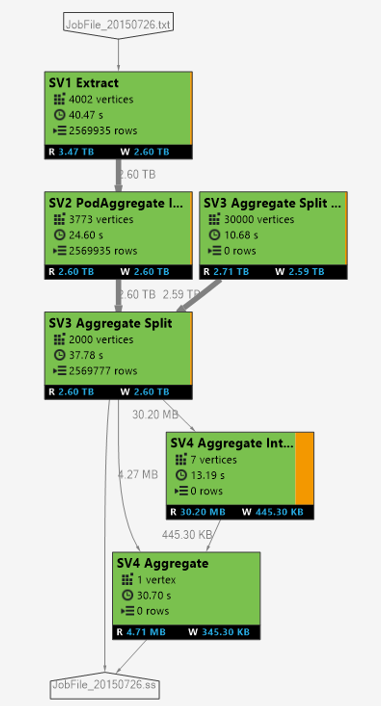 JobFile_20150726.txt
SV1 Extract
4002 vertices
40.47 s
2569935 rows
R 3.47 TB W 2.60 TB
2.60 TB
SV2 PodAggregate I...
3773 vertices
24.60 s
2569935 rows
R 2.60 TB W 2.60 TB
SV3 Aggregate Split ...
30000 vertices
10.68 s
0 rows
R 2.71 TB W 2.59 TB
2.60 TB 2.59 TB
SV3 Aggregate Split
2000 vertices
37.78 s
2569777 rows
R 2.60 TB W 2.60 TB
30.20 MB
SV4 Aggregate Int...
7 vertices
13.19 s
0 rows
R 30.20 MB W 445.30 KB
4.27 MB
445.30 KB
SV4 Aggregate
1 vertex
30.70 s
0 rows
R 4.71 MB W 345.30 KB
JobFile_20150726.ss